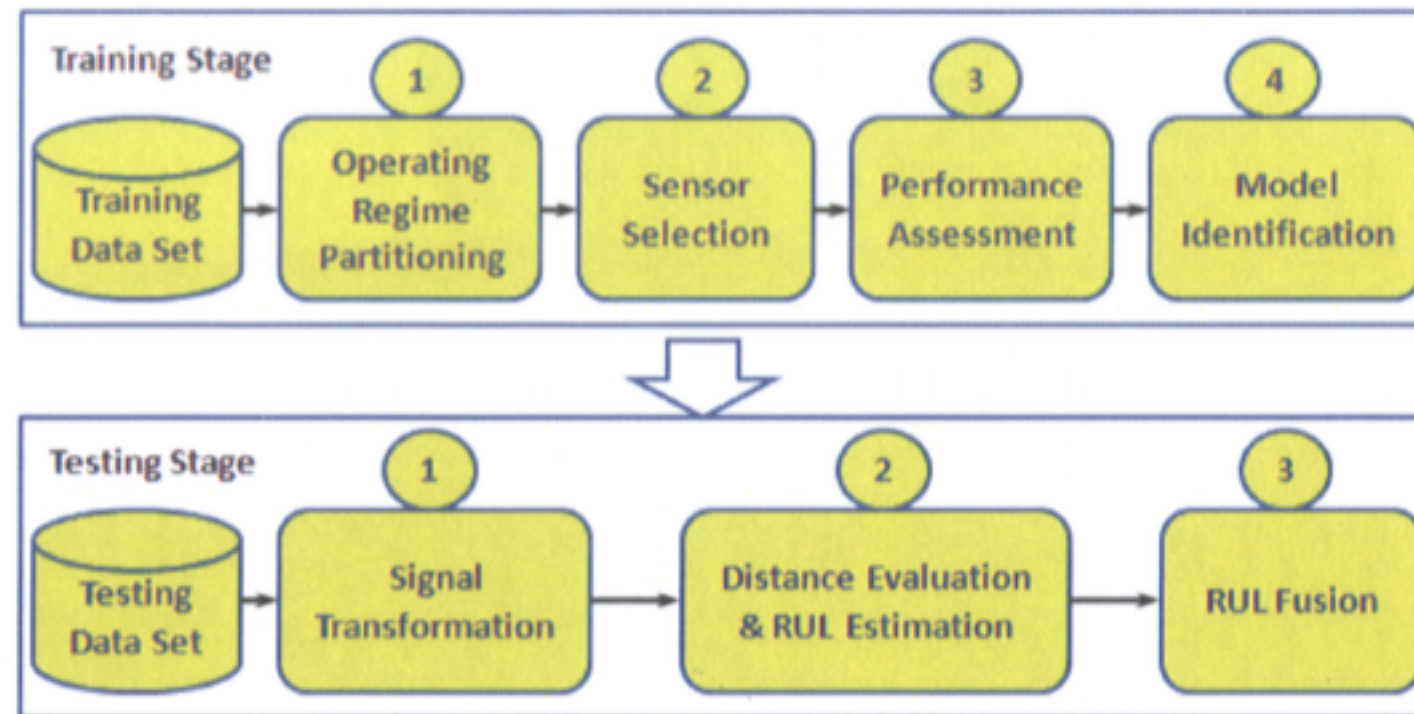 Training Stage
1
2
3
4
Training
Data Set
Operating
Regime
Partitioning
Sensor
Selection
Performance
Assessment
Model
Identification
Testing Stage
1
2
3
Testing
Data Set
Signal
Transformation
Distance Evaluation
& RUL Estimation
RUL Fusion